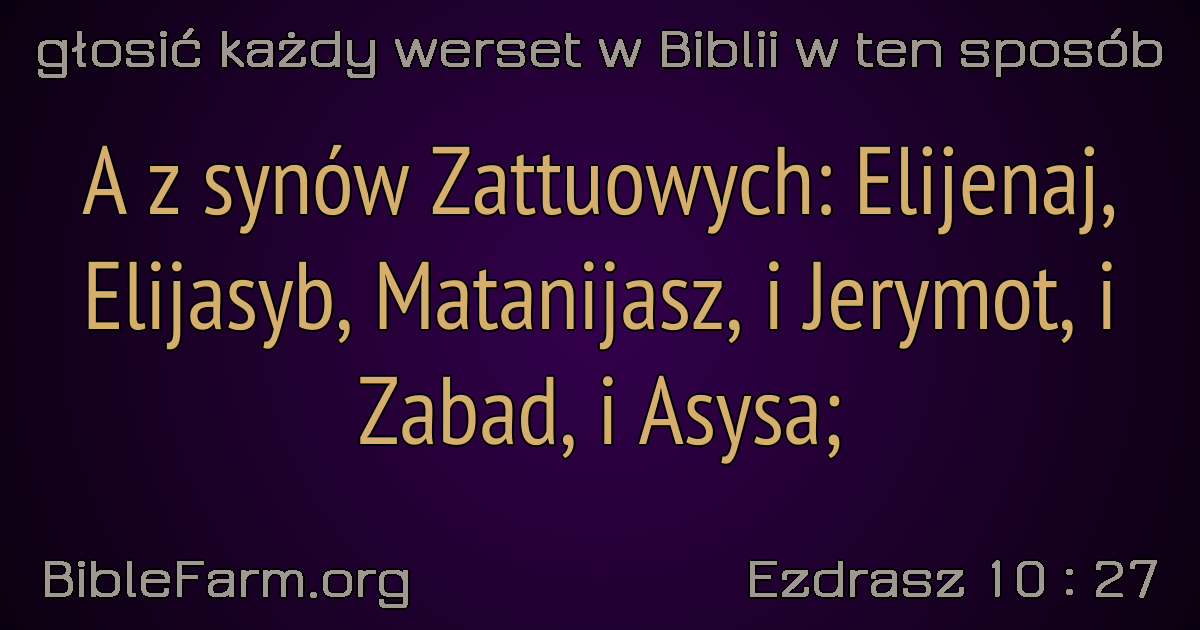 głosić każdy werset w Biblii w ten sposób
A z synów Zattuowych: Elijenaj,
Elijasyb, Matanijasz, i Jerymot, i
Zabad, i Asysa;
BibleFarm.org
Ezdrasz 10 : 27